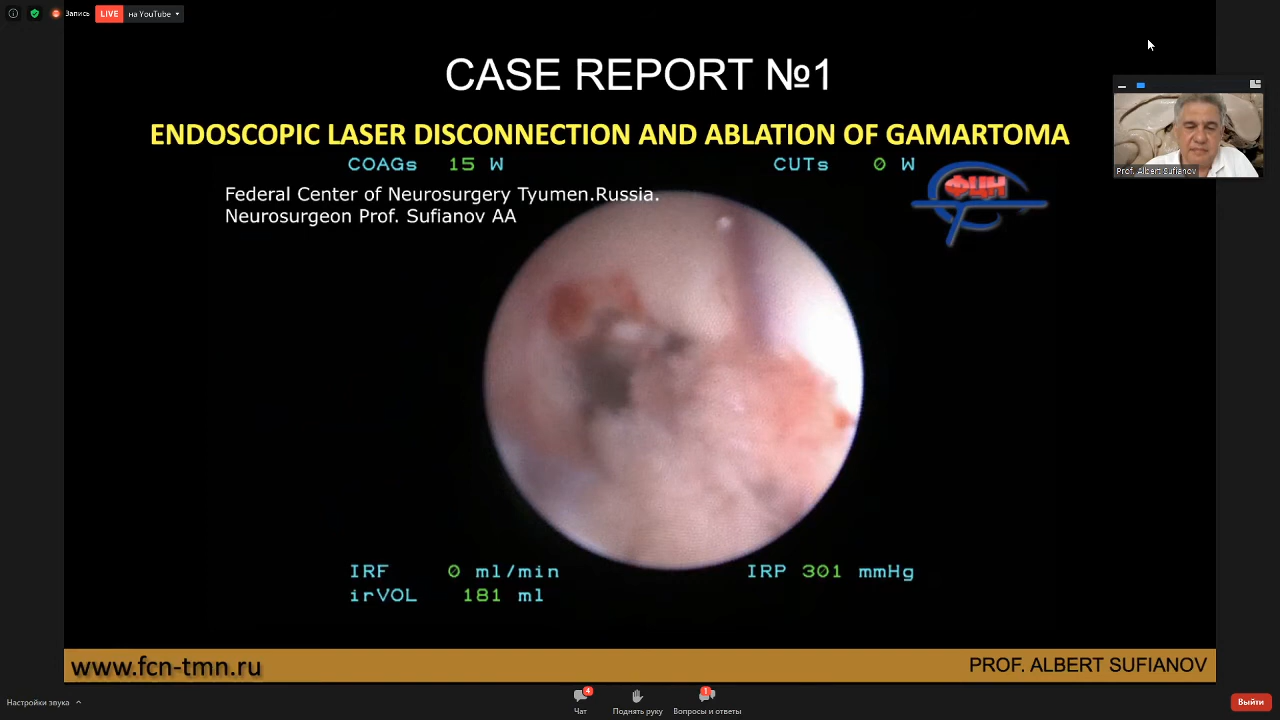 Запись
LIVE
на YouTube
CASE REPORT №1
ENDOSCOPIC LASER DISCONNECTION AND ABLATION OF GAMARTOMA
COAGs 15 W
CUTs 0 W
Federal Center of Neurosurgery Tyumen.Russia.
Neurosurgeon Prof. Sufianov AA
ФЦН
Prof. Albert Sufianov
IRF 0 ml/min
IRP 301 mmHg
irVOL 181 ml
www.fcn-tmn.ru
PROF. ALBERT SUFIANOV
Настройки звука
4
Чат
Поднять руку
1
Вопросы и ответы
Выйти